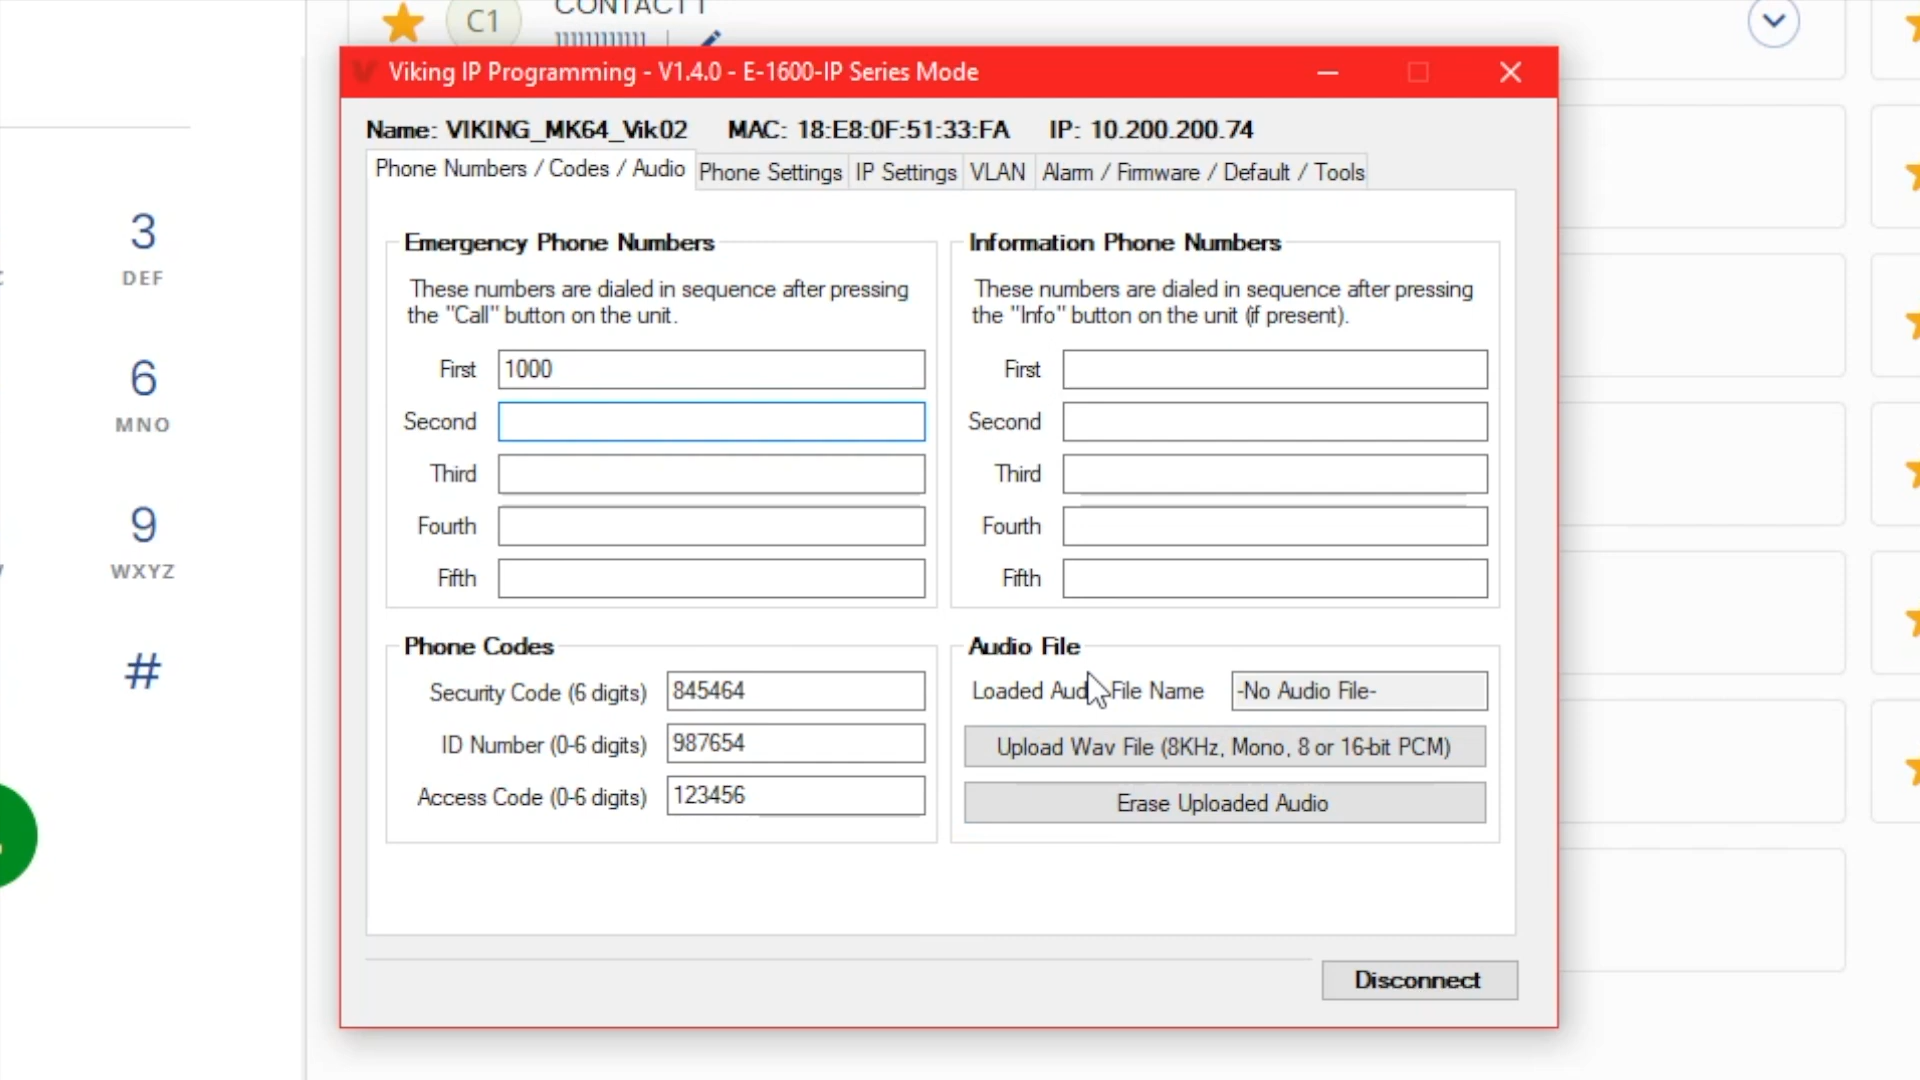 C1
CONTACT 1
Viking IP Programming - V1.4.0 - E-1600-IP Series Mode
Name: VIKING_MK64_Vik02 MAC: 18:E8:0F:51:33:FA IP: 10.200.200.74
Phone Numbers / Codes / Audio Phone Settings IP Settings VLAN Alarm / Firmware / Default / Tools
3
DEF
6
MNO
9
WXYZ
#
Emergency Phone Numbers
These numbers are dialed in sequence after pressing
the "Call" button on the unit.
First 1000
Second
Third
Fourth
Fifth
Information Phone Numbers
These numbers are dialed in sequence after pressing
the "Info" button on the unit (if present).
First
Second
Third
Fourth
Fifth
Phone Codes
Security Code (6 digits) 845464
ID Number (0-6 digits) 987654
Access Code (0-6 digits) 123456
Audio File
Loaded Audio File Name -No Audio File-
Upload Wav File (8KHz, Mono, 8 or 16-bit PCM)
Erase Uploaded Audio
Disconnect